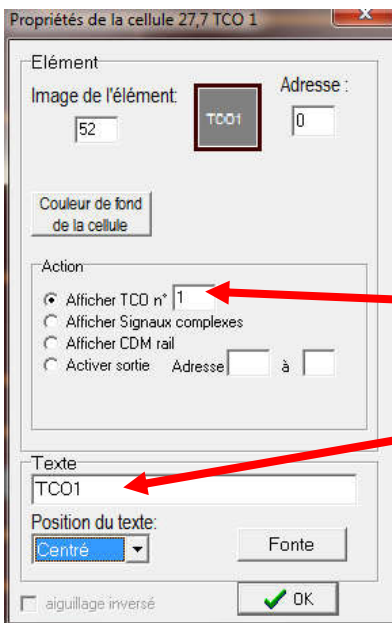 Propriétés de la cellule 27,7 TCO 1
Elément
Image de l'élément:
Adresse :
52
TCO1
0
Couleur de fond
de la cellule
Action
Afficher TCO n° 1
Afficher Signaux complexes
Afficher CDM rail
Activer sortie Adresse à
Texte
TCO1
Position du texte:
Centré
Fonte
aiguillage inversé
OK